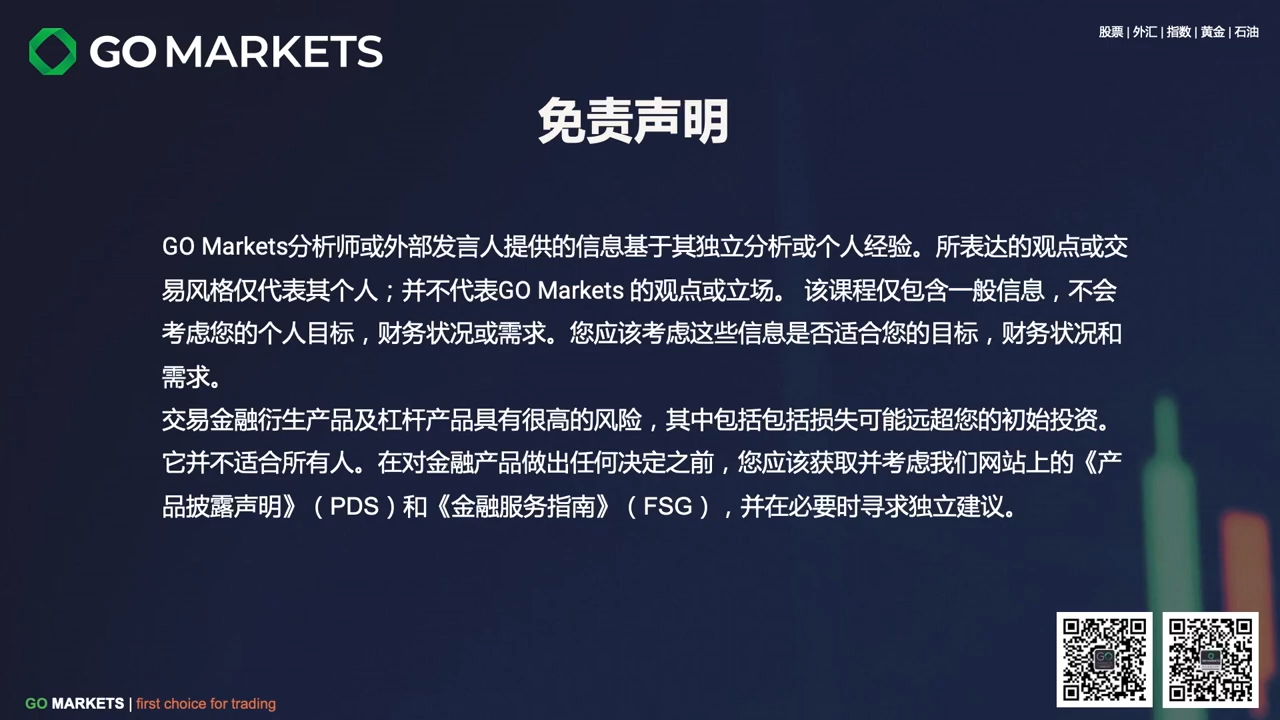 GO MARKETS
股票 | 外汇 | 指数 | 黄金 | 石油
免责声明
GO Markets分析师或外部发言人提供的信息基于其独立分析或个人经验。所表达的观点或交
易风格仅代表其个人；并不代表GO Markets 的观点或立场。 该课程仅包含一般信息，不会
考虑您的个人目标，财务状况或需求。您应该考虑这些信息是否适合您的目标，财务状况和
需求。
交易金融衍生产品及杠杆产品具有很高的风险，其中包括包括损失可能远超您的初始投资。
它并不适合所有人。在对金融产品做出任何决定之前，您应该获取并考虑我们网站上的《产
品披露声明》（PDS）和《金融服务指南》（FSG），并在必要时寻求独立建议。
GO MARKETS | first choice for trading